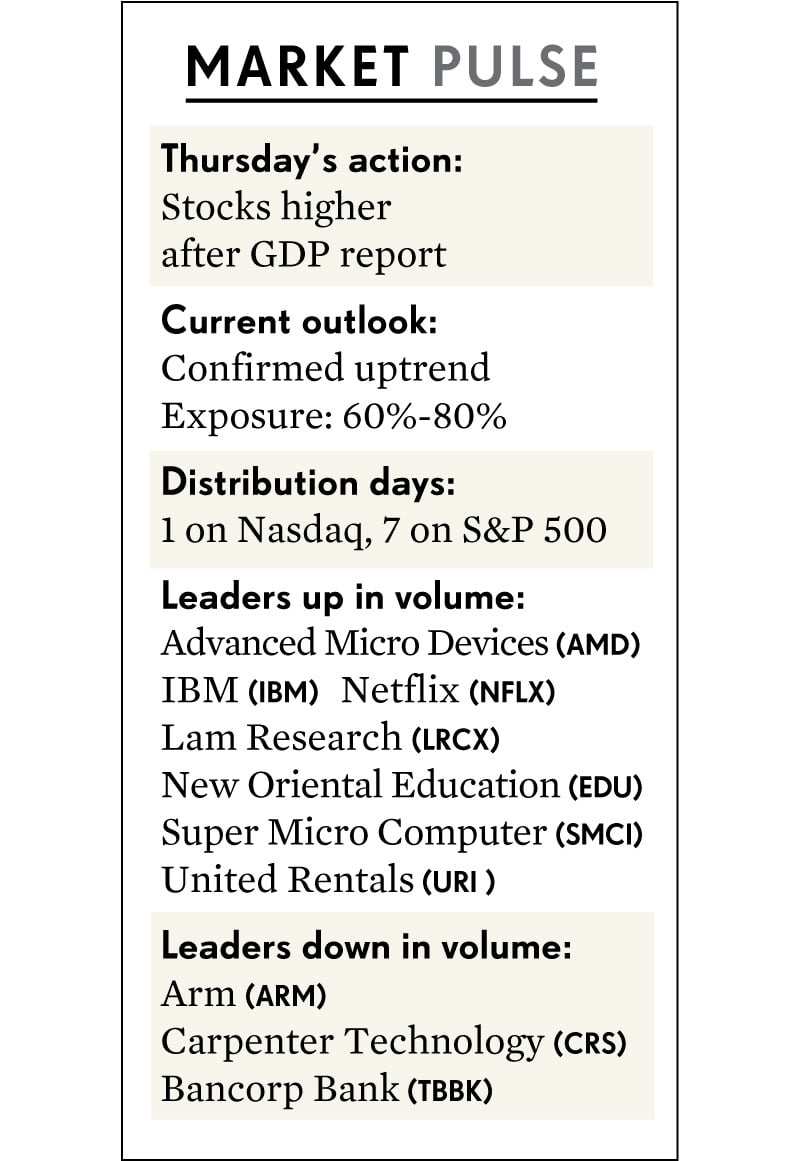 MARKET PULSE
Thursday’s action:
Stocks higher
after GDP report
Current outlook:
Confirmed uptrend
Exposure: 60%-80%
Distribution days:
1 on Nasdaq, 7 on S&P 500
Leaders up in volume:
Advanced Micro Devices (AMD)
IBM (IBM) Netflix (NFLX)
Lam Research (LRCX)
New Oriental Education (EDU)
Super Micro Computer (SMCI)
United Rentals (URI )
Leaders down in volume:
Arm (ARM)
Carpenter Technology (CRS)
Bancorp Bank (TBBK)